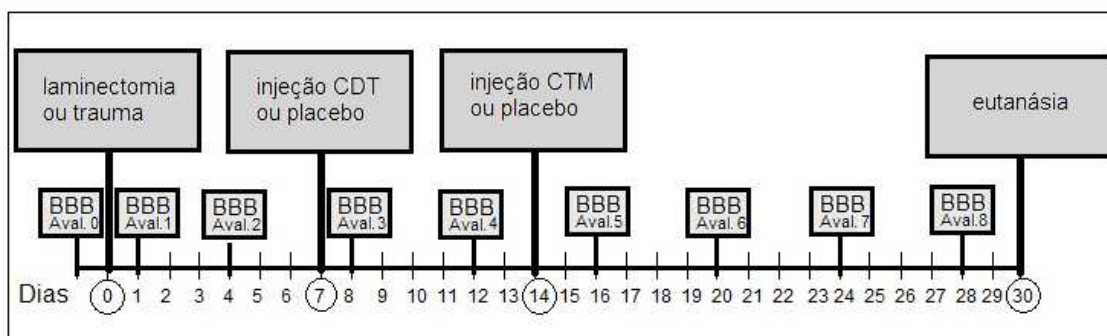 laminectomia
ou trauma
injeção CDT
ou placebo
injeção CTM
ou placebo
eutanásia
BBB
Aval.0
BBB
Aval.1
BBB
Aval.2
BBB
Aval.3
BBB
Aval.4
BBB
Aval.5
BBB
Aval.6
BBB
Aval.7
BBB
Aval.8
Dias 0 1 2 3 4 5 6 7 8 9 10 11 12 13 14 15 16 17 18 19 20 21 22 23 24 25 26 27 28 29 30